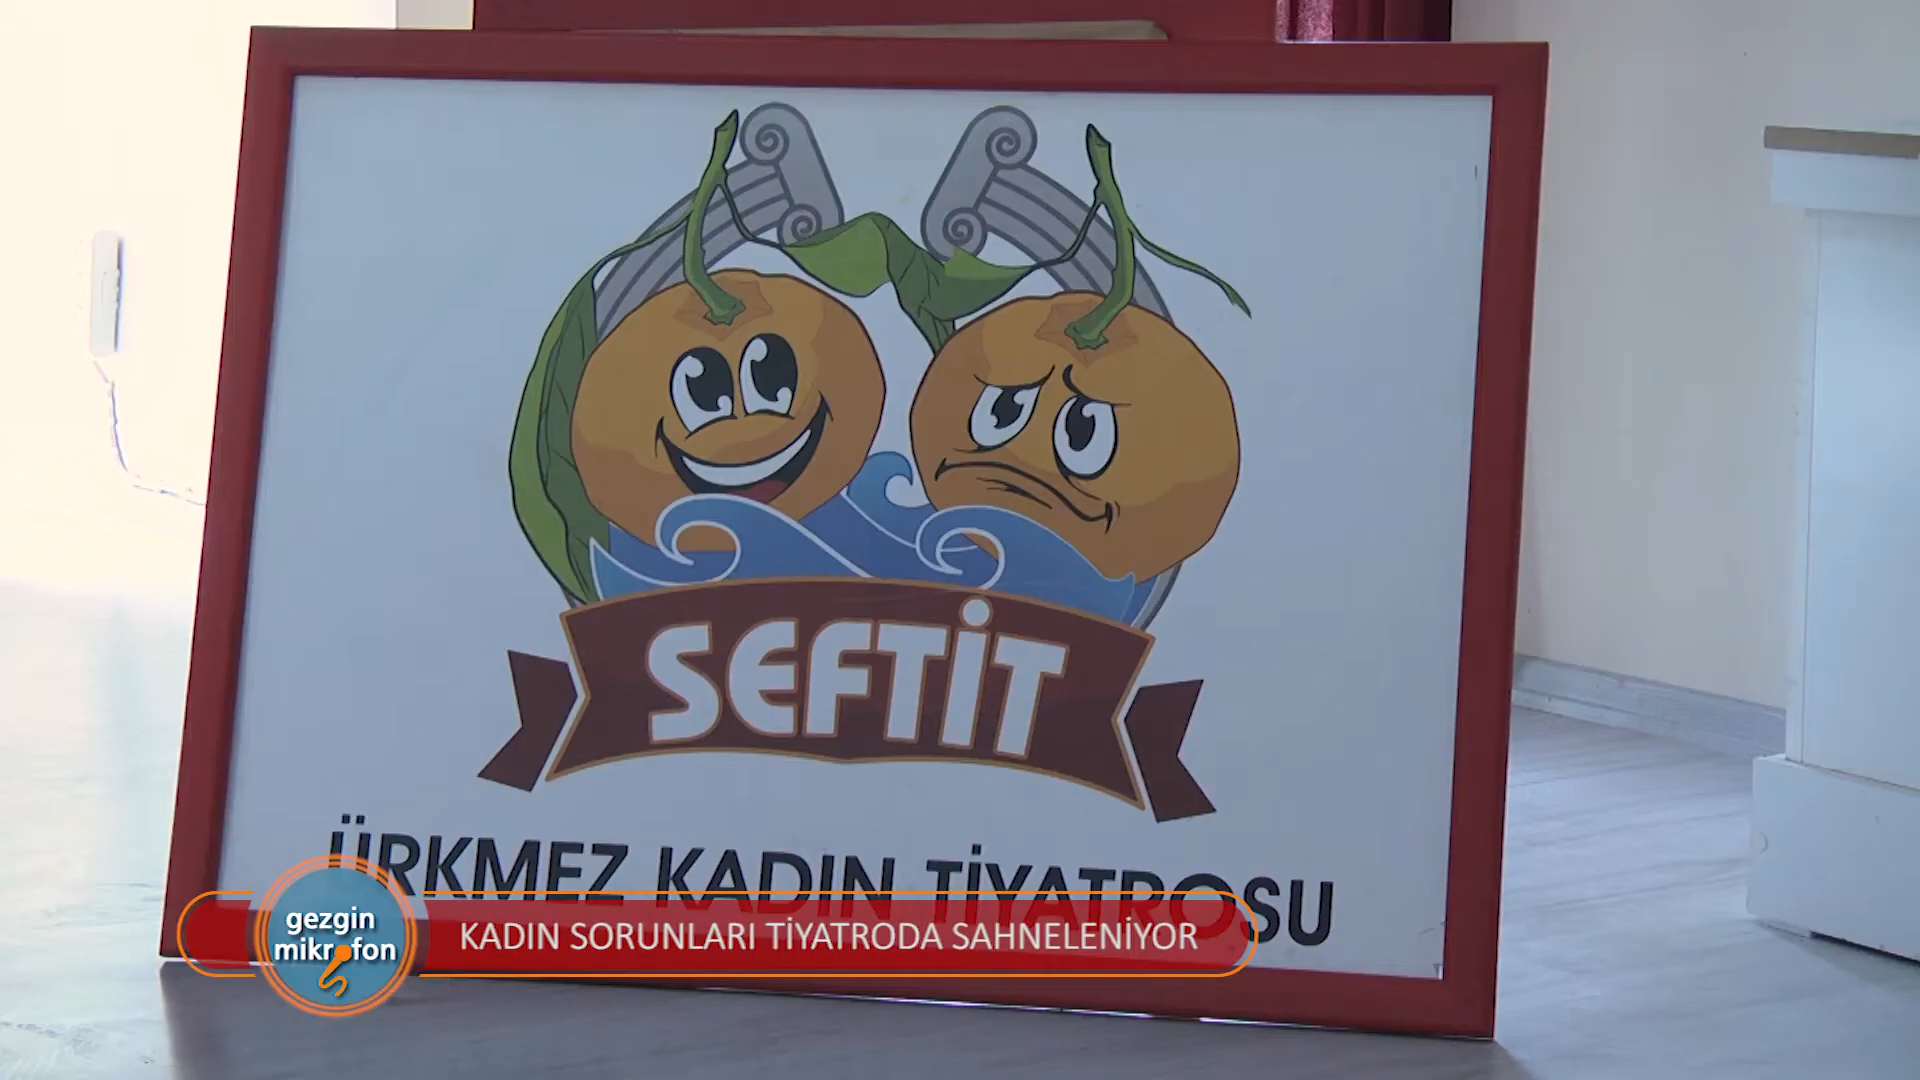 SEFTİT
ÜRKMEZ KADIN TİYATROSU
gezgin
mikrofon
KADIN SORUNLARI TİYATRODA SAHNELENİYOR